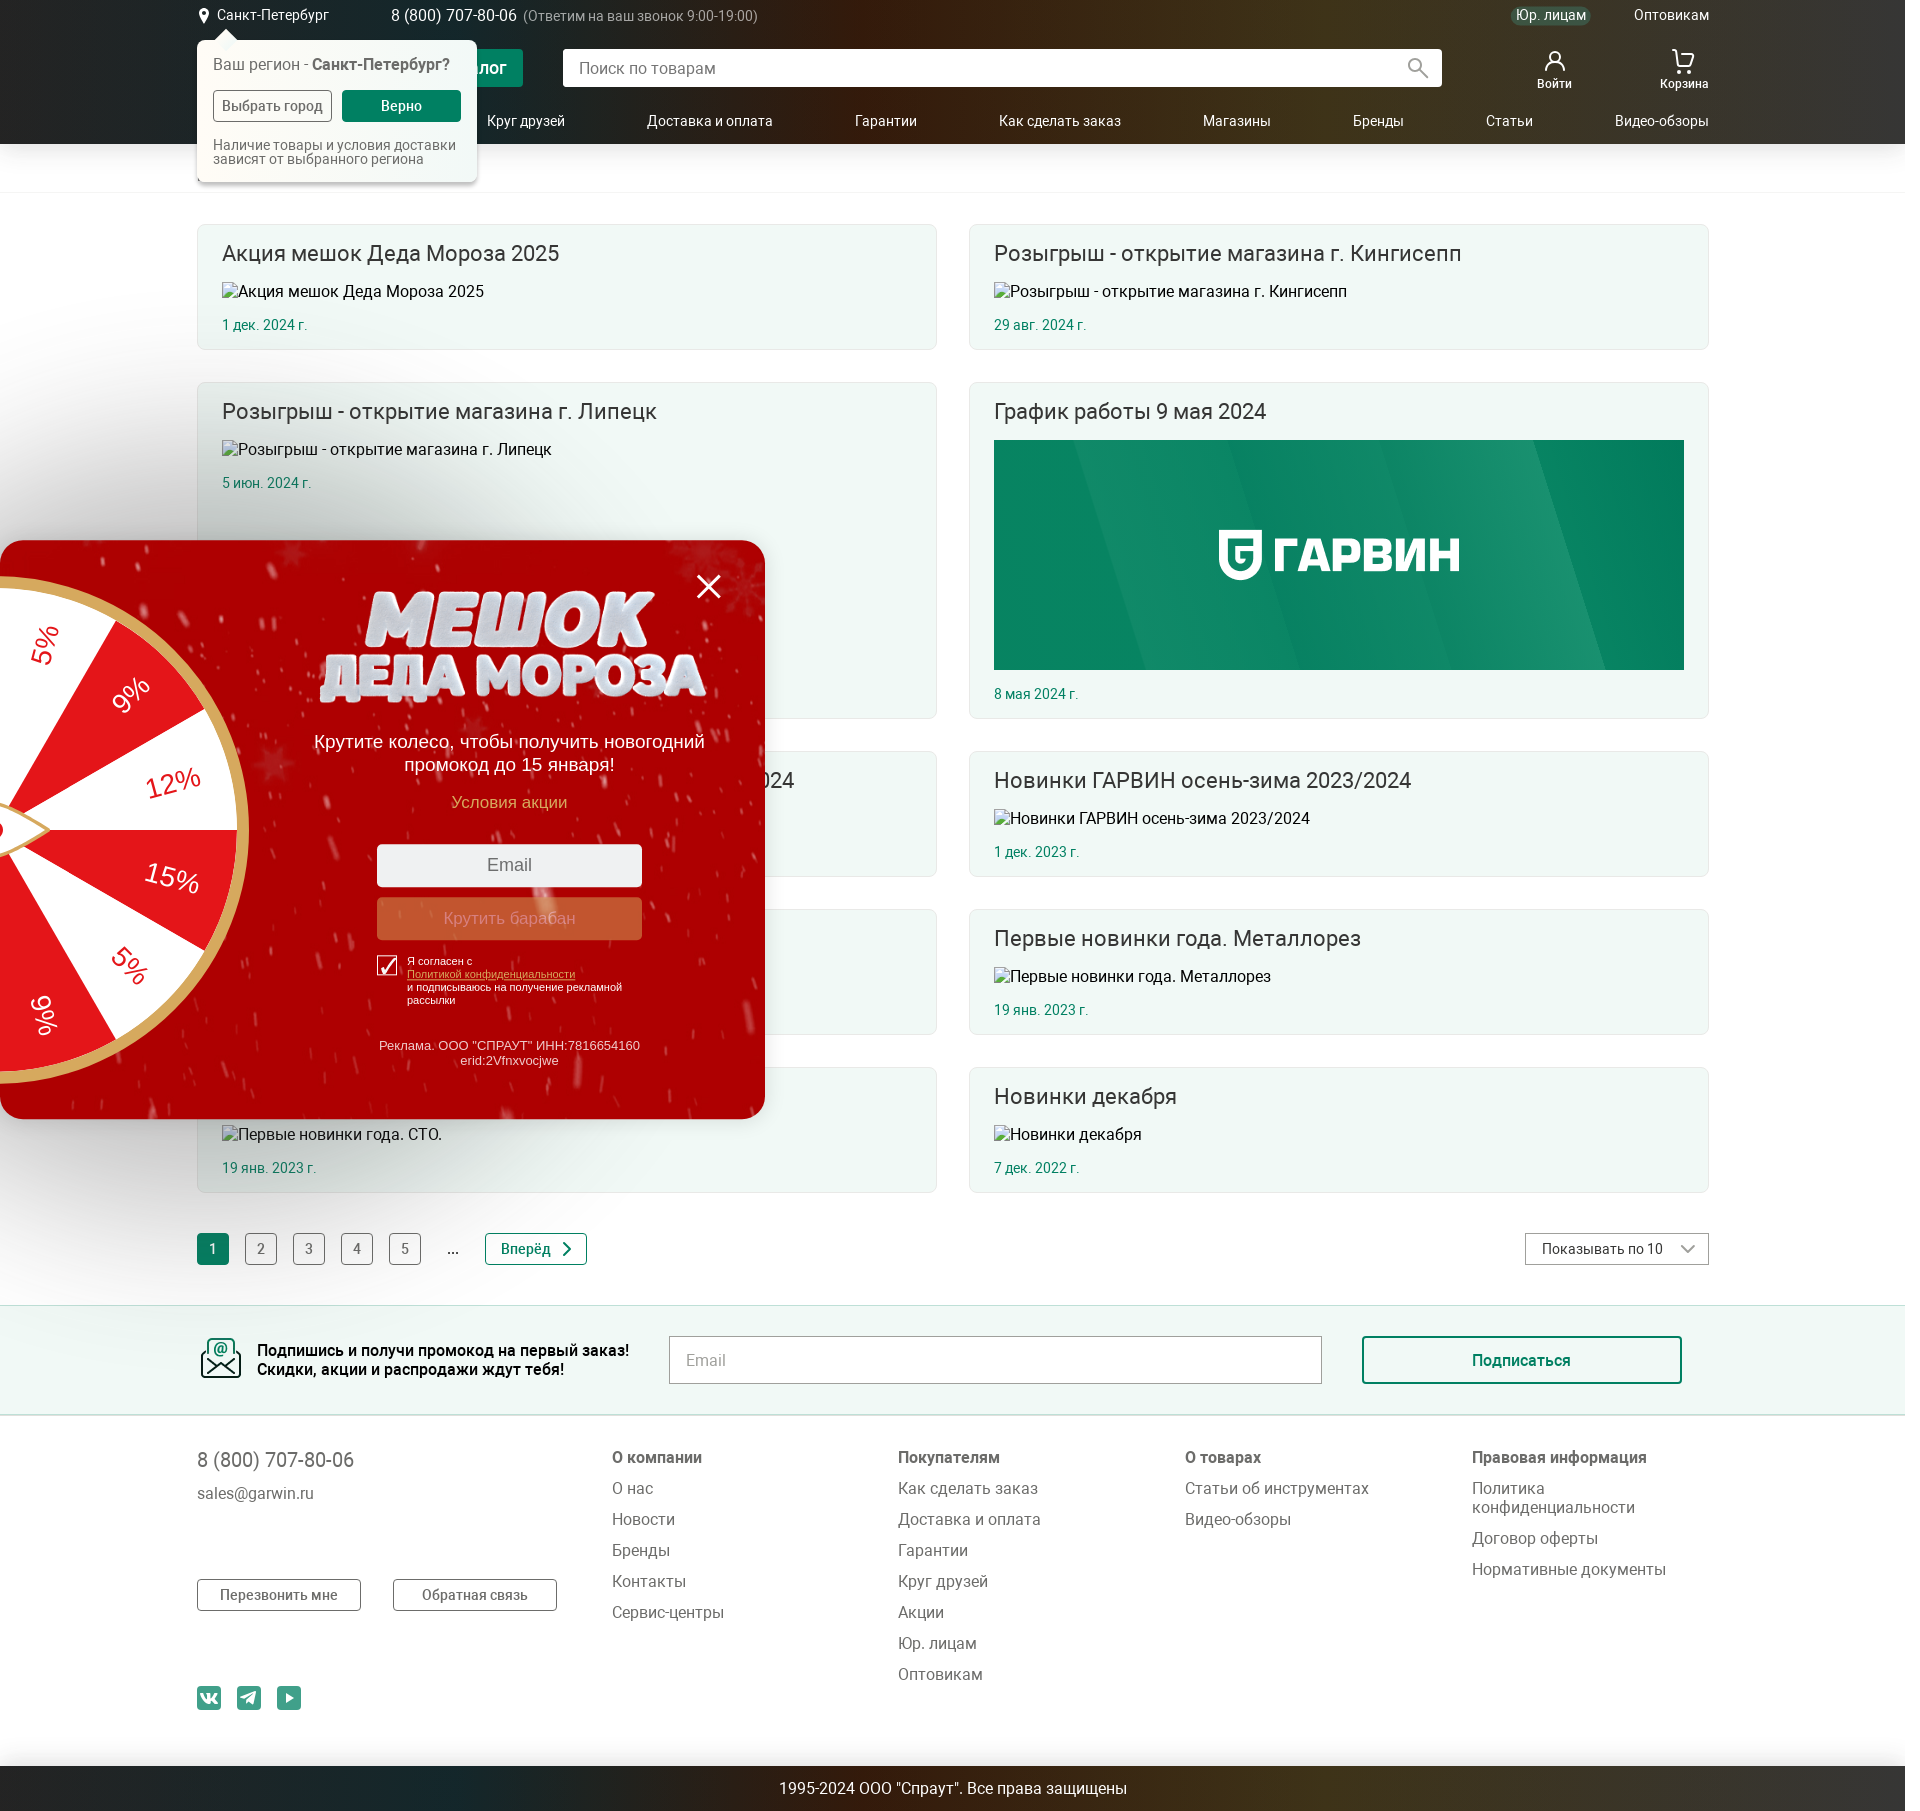 Санкт-Петербург
8 (800) 707-80-06 (Ответим на ваш звонок 9:00-19:00)
Юр. лицам
Оптовикам
Ваш регион - Санкт-Петербург?
Выбрать город
Верно
Наличие товары и условия доставки
зависят от выбранного региона
Поиск по товарам
Войти
Корзина
Круг друзей
Доставка и оплата
Гарантии
Как сделать заказ
Магазины
Бренды
Статьи
Видео-обзоры
Акция мешок Деда Мороза 2025
Акция мешок Деда Мороза 2025
1 дек. 2024 г.
Розыгрыш - открытие магазина г. Кингисепп
Розыгрыш - открытие магазина г. Кингисепп
29 авг. 2024 г.
Розыгрыш - открытие магазина г. Липецк
Розыгрыш - открытие магазина г. Липецк
5 июн. 2024 г.
График работы 9 мая 2024
ГАРВИН
8 мая 2024 г.
5%
9%
12%
15%
5%
9%
МЕШОК
ДЕДА МОРОЗА
Крутите колесо, чтобы получить новогодний
промокод до 15 января!
Условия акции
Email
Крутить барабан
Я согласен с
Политикой конфиденциальности
и подписываюсь на получение рекламной
рассылки
Реклама. ООО "СПРАУТ" ИНН:7816654160
erid:2Vfnxvocjwe
Новинки ГАРВИН осень-зима 2023/2024
Новинки ГАРВИН осень-зима 2023/2024
1 дек. 2023 г.
Первые новинки года. Металлорез
Первые новинки года. Металлорез
19 янв. 2023 г.
Первые новинки года. СТО.
19 янв. 2023 г.
Новинки декабря
Новинки декабря
7 дек. 2022 г.
1 2 3 4 5 ... Вперёд
Показывать по 10
Подпишись и получи промокод на первый заказ!
Скидки, акции и распродажи ждут тебя!
Email
Подписаться
8 (800) 707-80-06
sales@garwin.ru
Перезвонить мне
Обратная связь
О компании
О нас
Новости
Бренды
Контакты
Сервис-центры
Покупателям
Как сделать заказ
Доставка и оплата
Гарантии
Круг друзей
Акции
Юр. лицам
Оптовикам
О товарах
Статьи об инструментах
Видео-обзоры
Правовая информация
Политика
конфиденциальности
Договор оферты
Нормативные документы
1995-2024 ООО "Спраут". Все права защищены